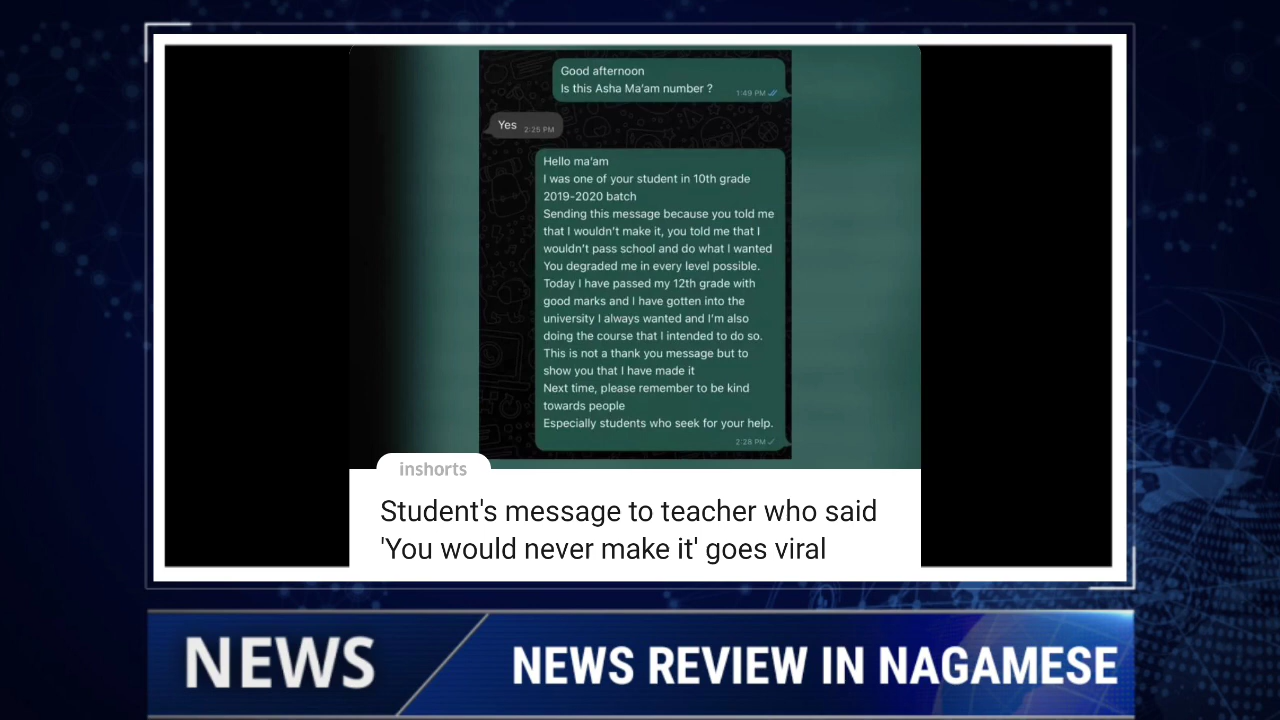 Good afternoon
Is this Asha Ma'am number ?
1:49 PM
Yes
2:25 PM
Hello ma'am
I was one of your student in 10th grade
2019-2020 batch
Sending this message because you told me
that I wouldn't make it, you told me that I
wouldn't pass school and do what I wanted
You degraded me in every level possible.
Today I have passed my 12th grade with
good marks and I have gotten into the
university I always wanted and I'm also
doing the course that I intended to do so.
This is not a thank you message but to
show you that I have made it
Next time, please remember to be kind
towards people
Especially students who seek for your help.
2:28 PM
inshorts
Student's message to teacher who said
'You would never make it' goes viral
NEWS
NEWS REVIEW IN NAGAMESE